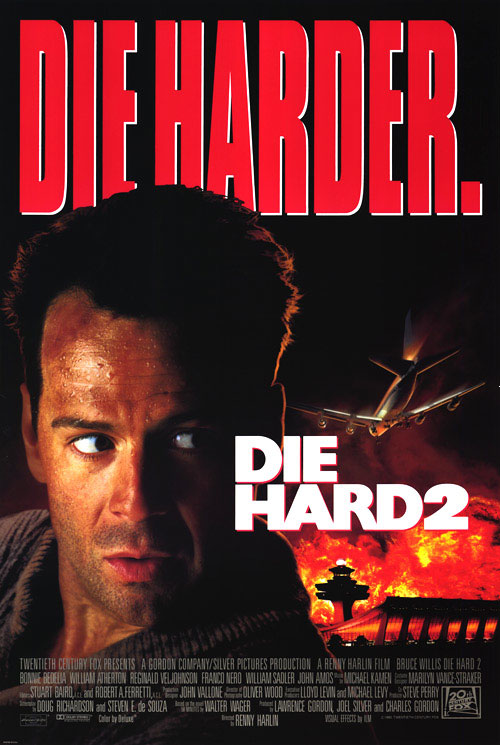 DIE HARDER.
DIE
HARD 2
TWENTIETH CENTURY FOX PRESENTS A GORDON COMPANY/SILVER PICTURES PRODUCTION A RENNY HARLIN FILM BRUCE WILLIS DIE HARD 2
BONNIE BEDELIA WILLIAM ATHERTON REGINALD VELJOHNSON FRANCO NERO WILLIAM SADLER JOHN AMOS MICHAEL KAMEN MARILYN VANCE-STRAKER
STUART BAIRD and ROBERT A. FERRETTI JOHN VALLONE OLIVER WOOD LLOYD LEVIN and MICHAEL LEVY STEVE PERRY
DOUG RICHARDSON and STEVEN E. de SOUZA WALTER WAGER LAWRENCE GORDON, JOEL SILVER and CHARLES GORDON
Color by Deluxe RENNY HARLIN VISUAL EFFECTS BY
20th
CENTURY
FOX